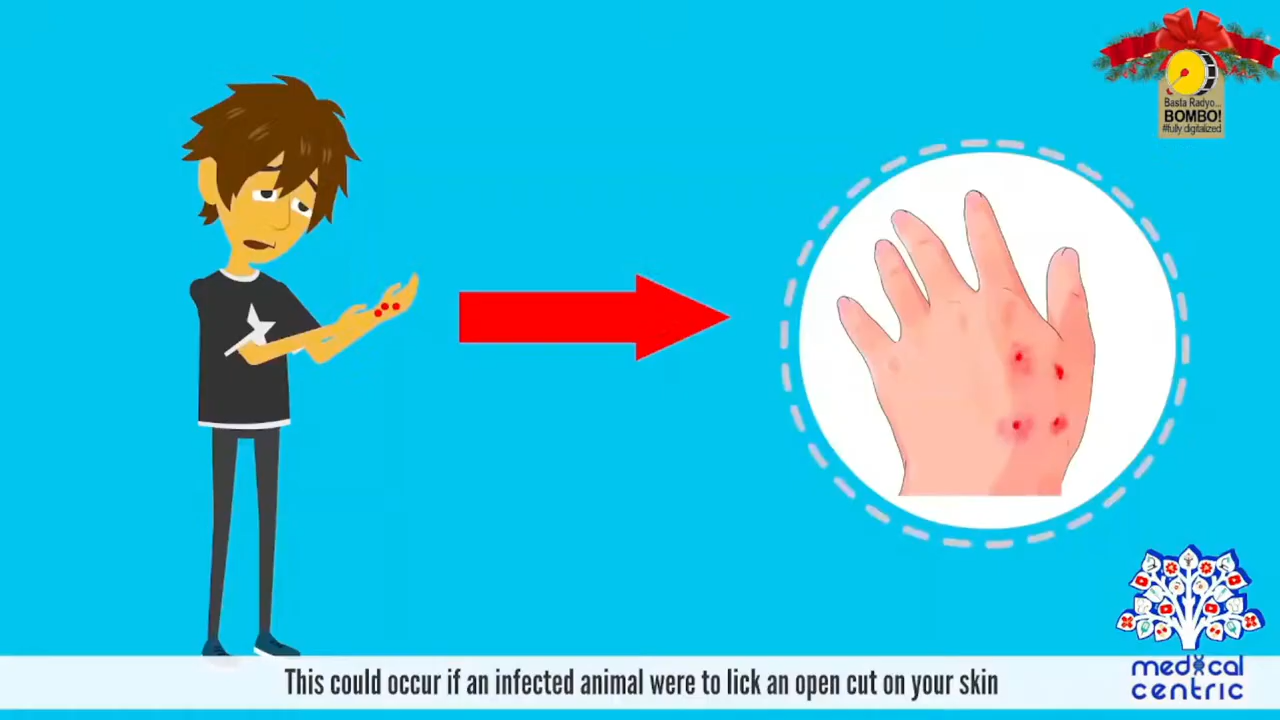 Basta Radyo...
BOMBO!
#fully digitalized
This could occur if an infected animal were to lick an open cut on your skin
medical
centric